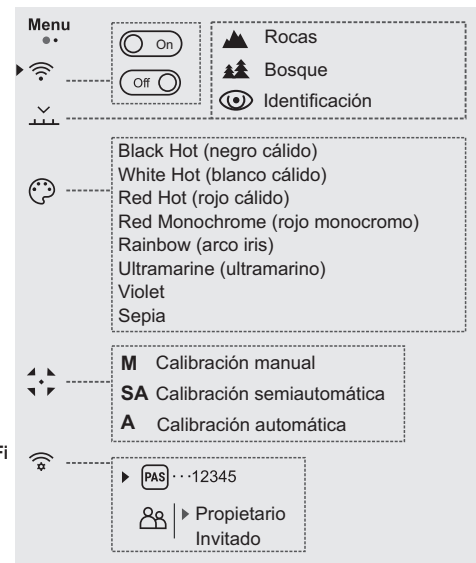 Menu
On
Off
Rocas
Bosque
Identificación
Black Hot (negro cálido)
White Hot (blanco cálido)
Red Hot (rojo cálido)
Red Monochrome (rojo monocromo)
Rainbow (arco iris)
Ultramarine (ultramarino)
Violet
Sepia
M Calibración manual
SA Calibración semiautomática
A Calibración automática
Fi
PAS ···12345
Propietario
Invitado